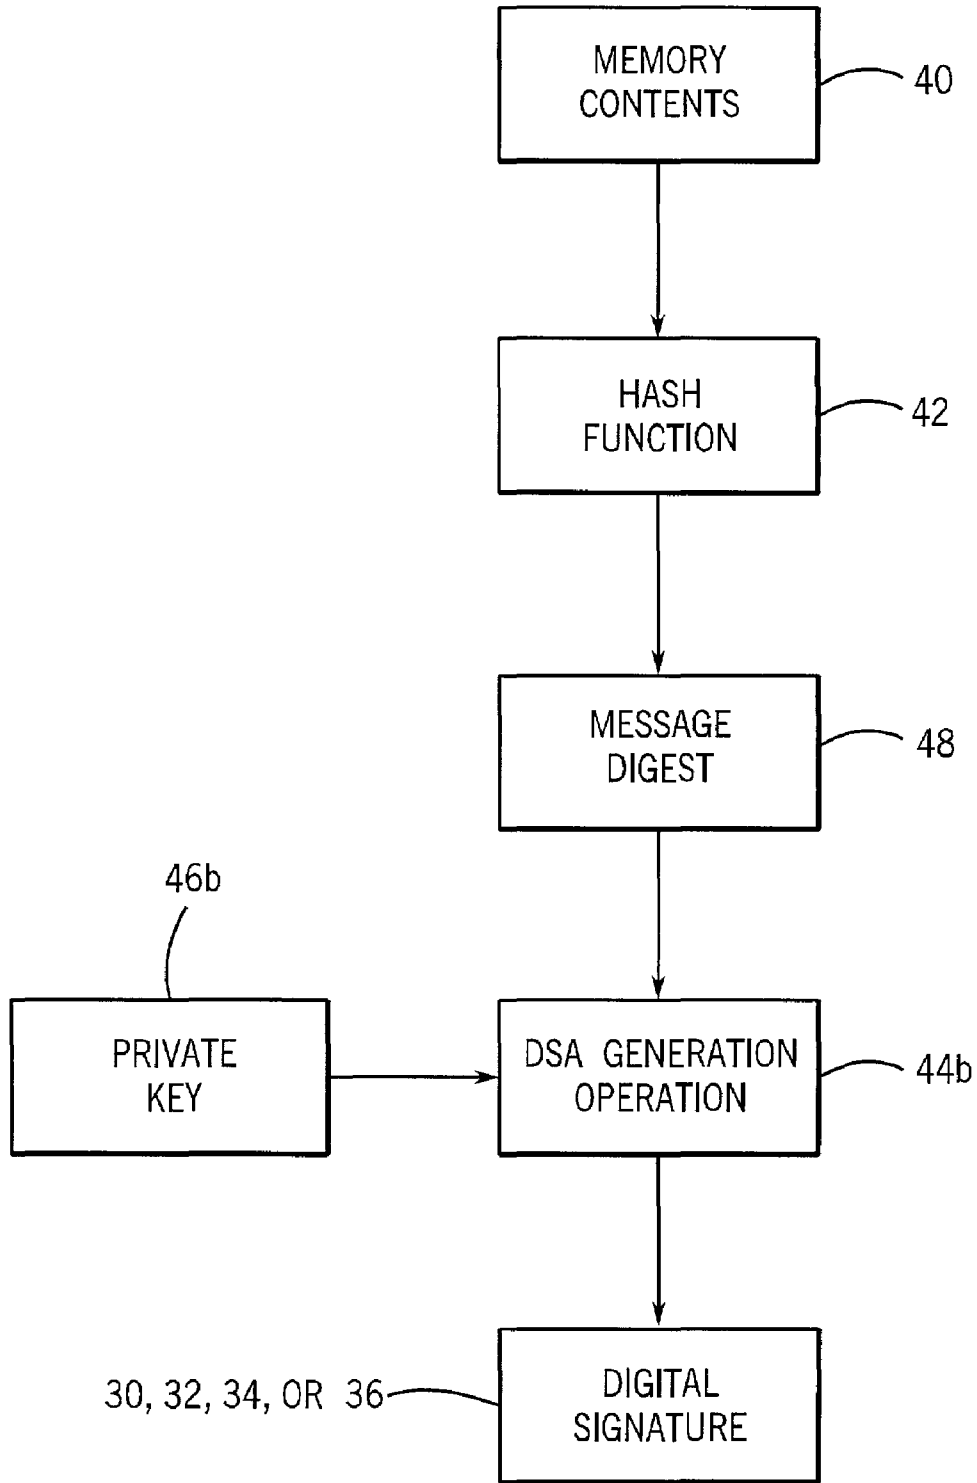 MEMORY
CONTENTS
40
HASH
FUNCTION
42
MESSAGE
DIGEST
48
46b
PRIVATE
KEY
DSA GENERATION
OPERATION
44b
30, 32, 34, OR 36
DIGITAL
SIGNATURE